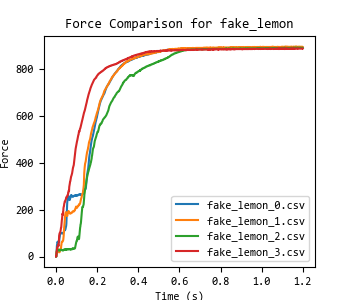 Force Comparison for fake_lemon
Force
800
600
400
200
0
0.0 0.2 0.4 0.6 0.8 1.0 1.2
Time (s)
fake_lemon_0.csv
fake_lemon_1.csv
fake_lemon_2.csv
fake_lemon_3.csv